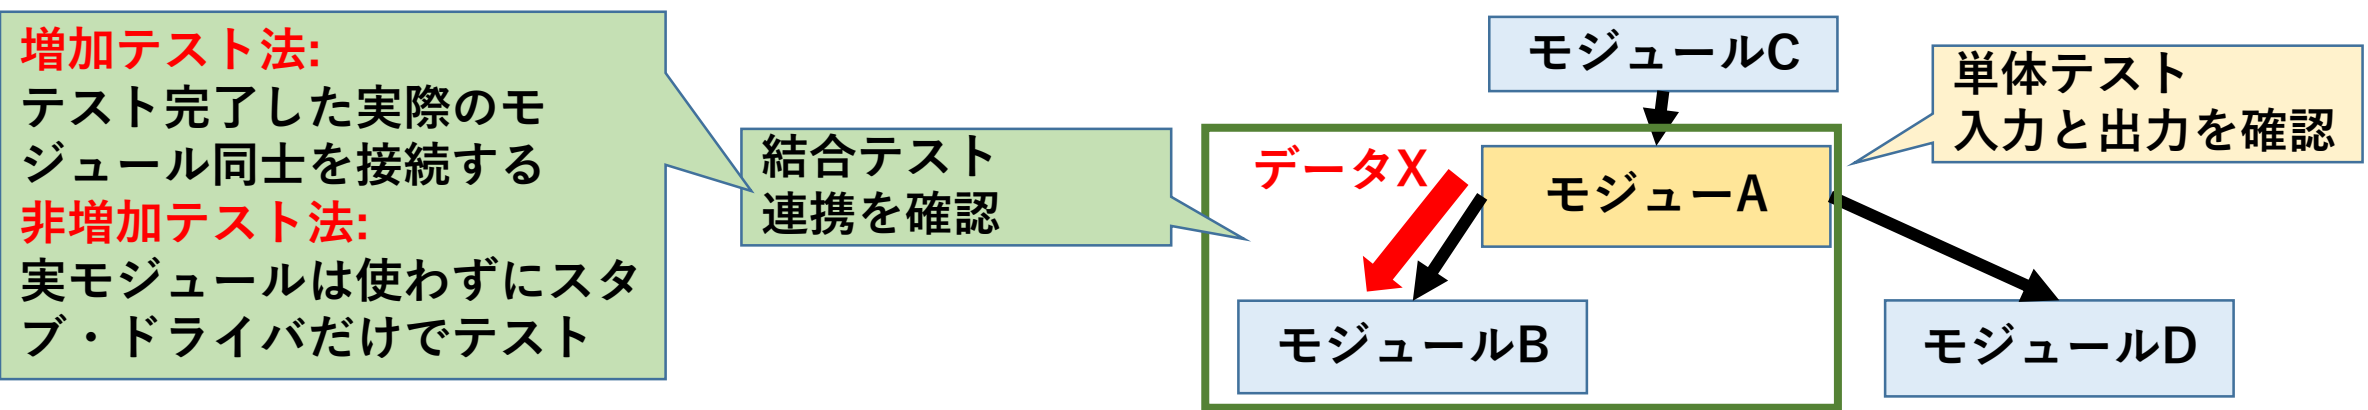 増加テスト法:
テスト完了した実際のモ
ジュール同士を接続する
非増加テスト法:
実モジュールは使わずにスタ
ブ・ドライバだけでテスト
結合テスト
連携を確認
モジュールC
データX
モジューA
単体テスト
入力と出力を確認
モジュールB
モジュールD